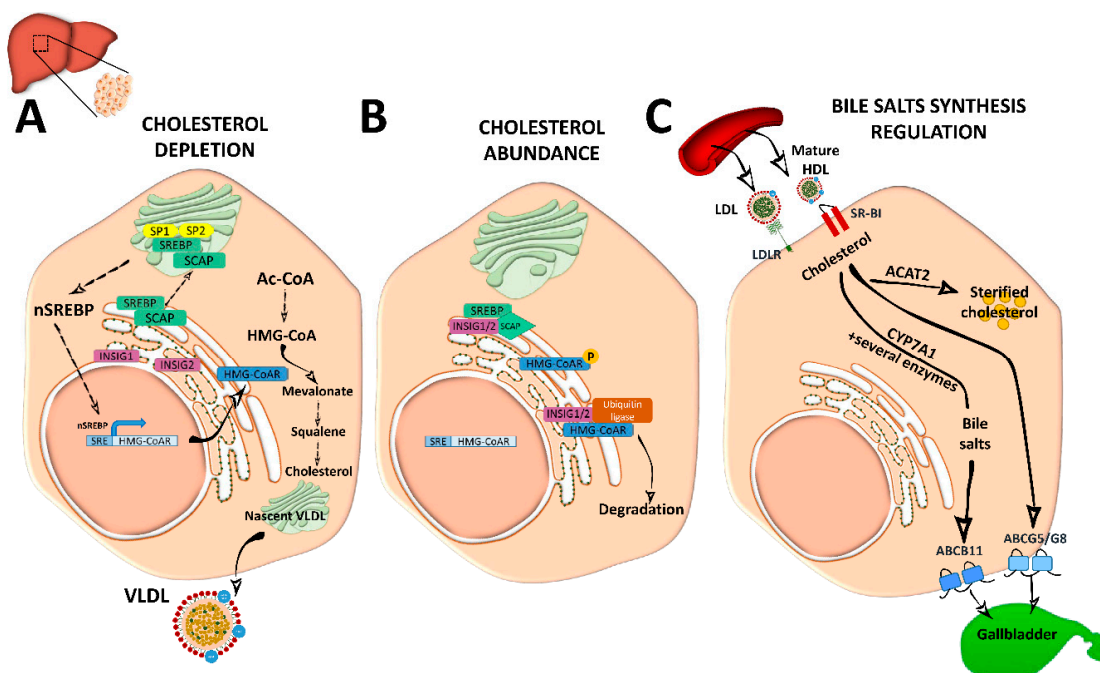 A
CHOLESTEROL
DEPLETION
SP1
SP2
SREBP
SCAP
nSREBP
SREBP
SCAP
INSIG1
INSIG2
HMG-CoAR
Ac-CoA
HMG-CoA
Mevalonate
Squalene
Cholesterol
nSREBP
SRE
HMG-CoAR
Nascent VLDL
VLDL
B
CHOLESTEROL
ABUNDANCE
SREBP
INSIG1/2
SCAP
P
HMG-CoAR
INSIG1/2
Ubiquitin
ligase
HMG-CoAR
SRE
HMG-CoAR
Degradation
C
BILE SALTS SYNTHESIS
REGULATION
Mature
HDL
LDL
SR-BI
LDLR
Cholesterol
ACAT2
Sterified
cholesterol
CYP7A1
+several enzymes
Bile
salts
ABCB11
ABCG5/G8
Gallbladder